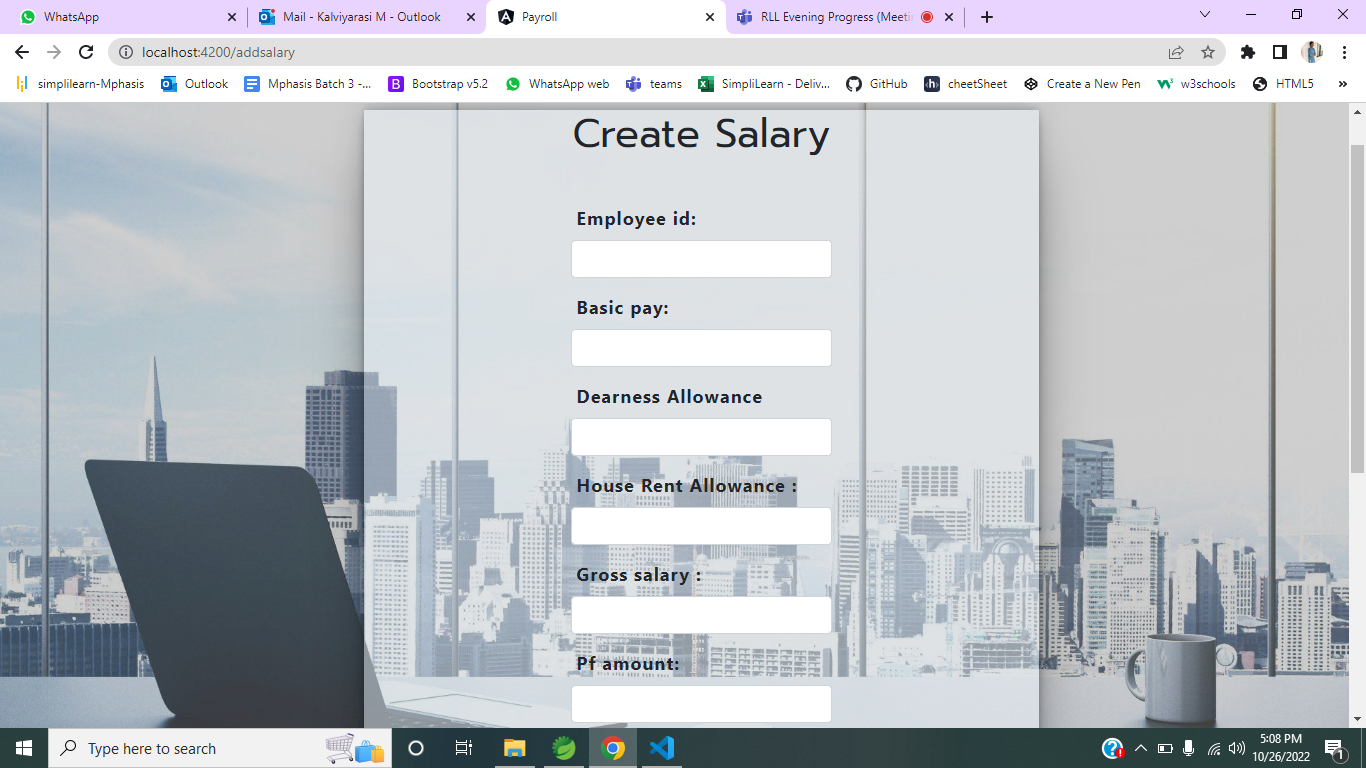 WhatsApp
Mail - Kalviyarasi M - Outlook
Payroll
RLL Evening Progress (Meeti
localhost:4200/addsalary
simplilearn-Mphasis
Outlook
Mphasis Batch 3 -...
Bootstrap v5.2
WhatsApp web
teams
SimpliLearn - Deliv...
GitHub
cheetSheet
Create a New Pen
w3schools
HTML5
»
Create Salary
Employee id:
Basic pay:
Dearness Allowance
House Rent Allowance :
Gross salary :
Pf amount:
Type here to search
5:08 PM
10/26/2022
1